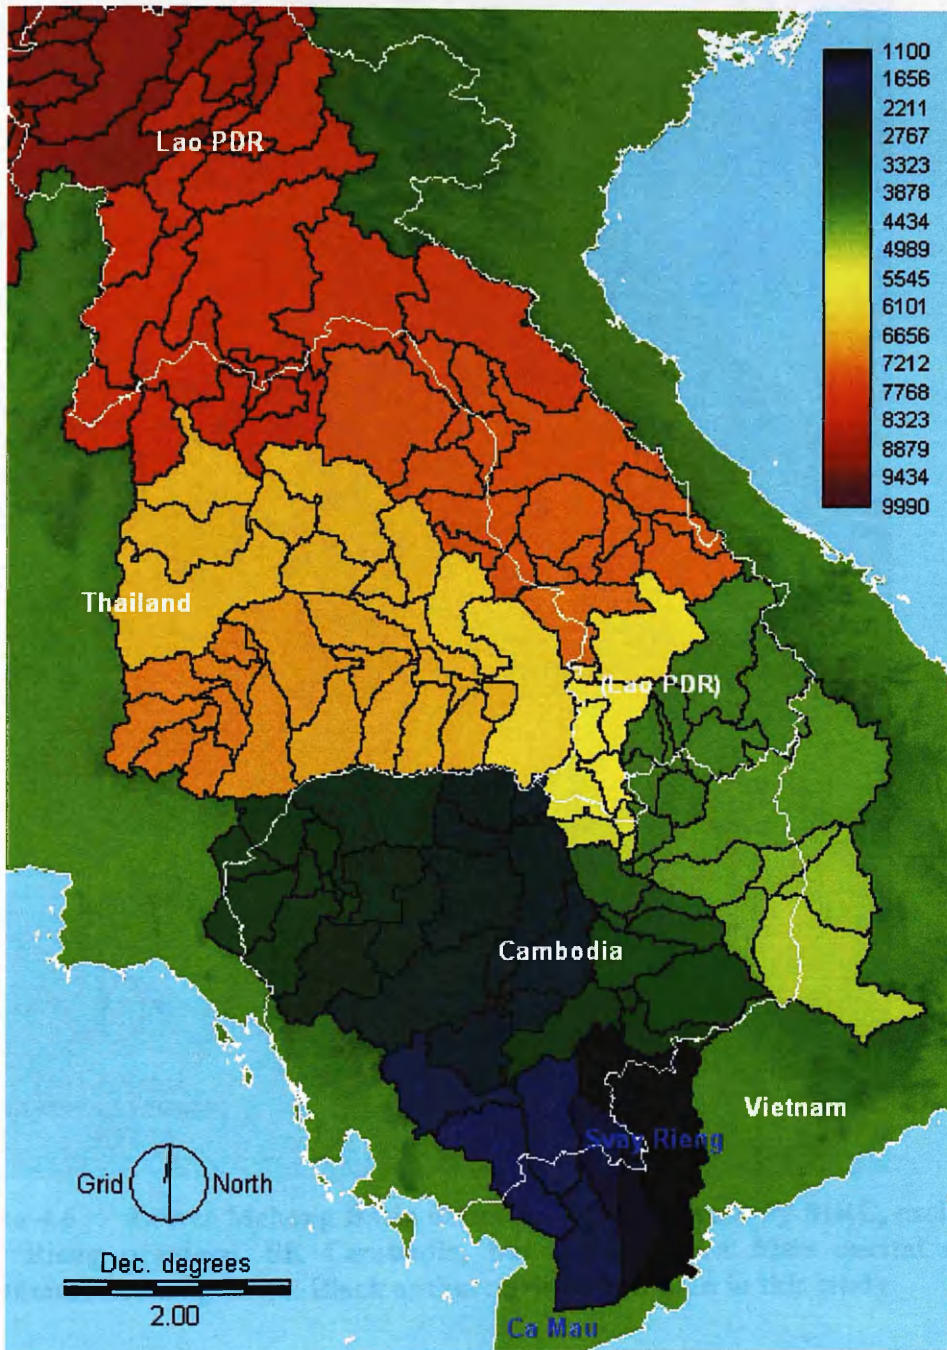 Lao PDR
1100
1656
2211
2767
3323
3878
4434
4989
5545
6101
6656
7212
7768
8323
8879
9434
9990
Thailand
(Lao PDR)
Cambodia
Vietnam
Svay Rieng
Grid North
Dec. degrees
2.00
Ca Mau